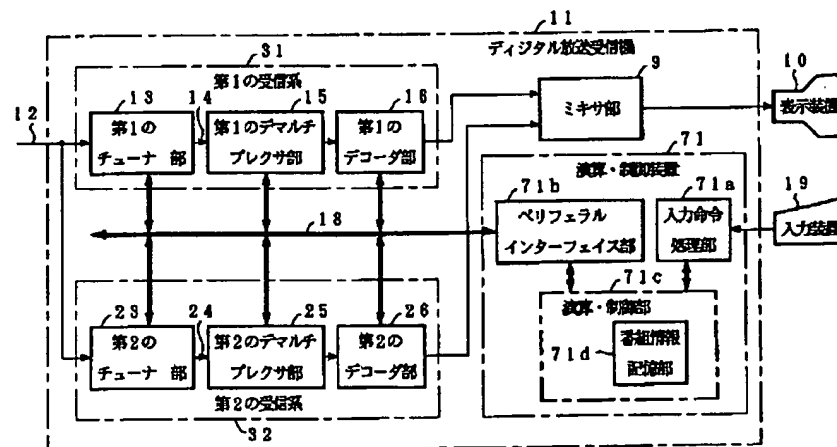 11
ディジタル放送受信機
31
第1の受信系
9
ミキサ部
10
表示装置
12
13
14
15
16
第1の
チューナ 部
第1のデマルチ
プレクサ部
第1の
デコーダ部
71
演算・制御装置
71b
71a
19
ペリフェラル
インターフェイス部
入力命令
処理部
入力装置
18
71c
演算・制御部
71d
番組情報
記憶部
23
24
25
26
第2の
チューナ 部
第2のデマルチ
プレクサ部
第2の
デコーダ部
第2の受信系
32